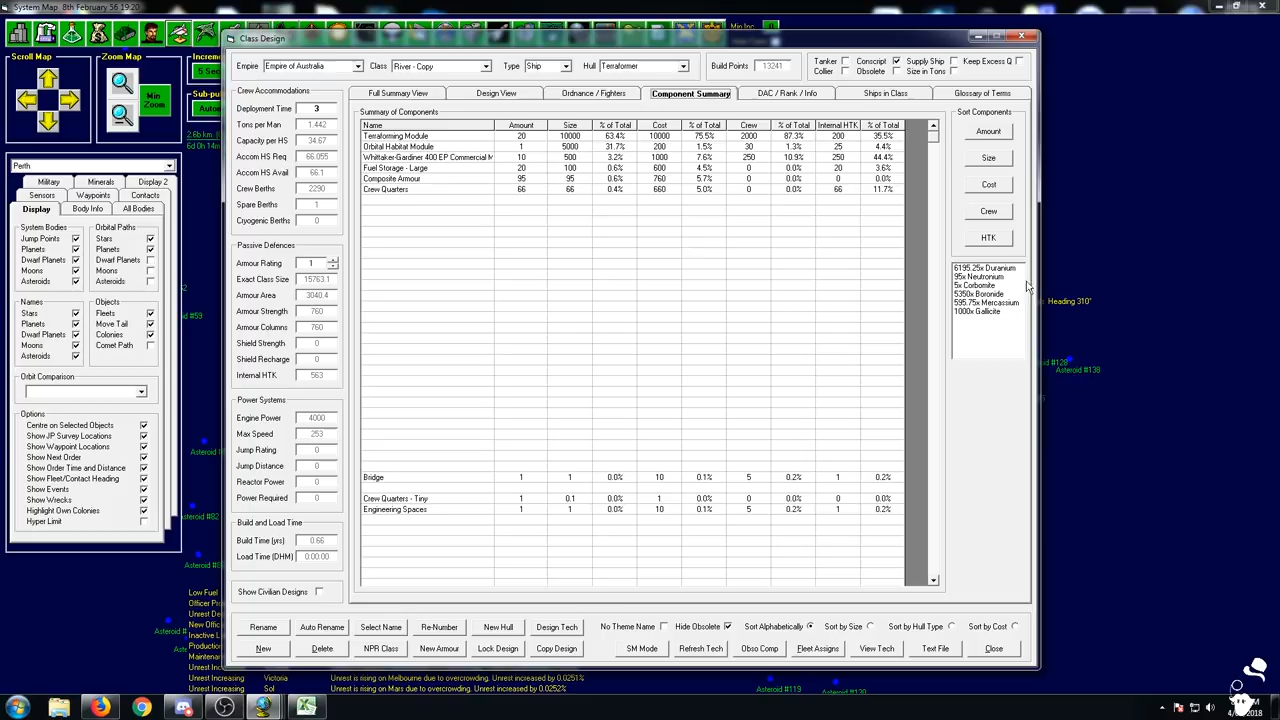 System Map 8th February 56 19:20
Class Design
Scroll Map
Zoom Map
Min Zoom
Increm
5 Sec
Sub-pul
Auto
2.6b k
6d 0h 14m
Perth
Military Minerals Display 2
Sensors Waypoints Contacts
Display Body Info All Bodies
System Bodies Orbital Paths
Jump Points Stars
Planets Planets
Dwarf Planets Dwarf Planets
Moons Moons
Asteroids Asteroids
Names Objects
Stars Fleets
Planets Move Tail
Dwarf Planets Colonies
Moons Comet Path
Asteroids
Orbit Comparison
Options
Centre on Selected Objects
Show JP Survey Locations
Show Waypoint Locations
Show Next Order
Show Order Time and Distance
Show Fleet/Contact Heading
Show Events
Show Wrecks
Highlight Own Colonies
Hyper Limit
Empire Empire of Australia Class River - Copy Type Ship Hull Terraformer Build Points 13241
Tanker Conscript Supply Ship Keep Excess Q
Collier Obsolete Size in Tons
Crew Accommodations
Deployment Time 3
Tons per Man 1.442
Capacity per HS 34.67
Accom HS Req 66.055
Accom HS Avail 66.1
Crew Berths 2290
Spare Berths 1
Cryogenic Berths 0
Passive Defences
Armour Rating 1
Exact Class Size 15763.1
Armour Area 3040.4
Armour Strength 760
Armour Columns 760
Shield Strength 0
Shield Recharge 0
Internal HTK 563
Power Systems
Engine Power 4000
Max Speed 253
Jump Rating 0
Jump Distance 0
Reactor Power 0
Power Required 0
Build and Load Time
Build Time (yrs) 0.66
Load Time (DHM) 0:00:00
Show Civilian Designs
Full Summary View Design View Ordnance / Fighters Component Summary DAC / Rank / Info Ships in Class Glossary of Terms
Summary of Components
Name Amount Size % of Total Cost % of Total Crew % of Total Internal HTK % of Total
Terraforming Module 20 10000 63.4% 10000 75.5% 2000 87.3% 200 35.5%
Orbital Habitat Module 1 5000 31.7% 200 1.5% 30 1.3% 25 4.4%
Whittaker-Gardner 400 EP Commercial M 10 500 3.2% 1000 7.6% 250 10.9% 250 44.4%
Fuel Storage - Large 20 100 0.6% 600 4.5% 0 0.0% 20 3.6%
Composite Armour 95 95 0.6% 760 5.7% 0 0.0% 0 0.0%
Crew Quarters 66 66 0.4% 660 5.0% 0 0.0% 66 11.7%
Bridge 1 1 0.0% 10 0.1% 5 0.2% 1 0.2%
Crew Quarters - Tiny 1 0.1 0.0% 1 0.0% 0 0.0% 0 0.0%
Engineering Spaces 1 1 0.0% 10 0.1% 5 0.2% 1 0.2%
Sort Components
Amount
Size
Cost
Crew
HTK
6195.25x Duranium
95x Neutronium
5x Corbomite
5350x Boronide
595.75x Mercassium
1000x Gallicite
Rename Auto Rename Select Name Re-Number New Hull Design Tech No Theme Name Hide Obsolete Sort Alphabetically Sort by Size Sort by Hull Type Sort by Cost
New Delete NPR Class New Armour Lock Design Copy Design SM Mode Refresh Tech Obso Comp Fleet Assigns View Tech Text File Close
Heading 310°
Asteroid #138
Low Fuel
Unrest
New Office
Inactive
Production
Maintenan
Unrest Increasing Victoria Unrest is rising on Melbourne due to overcrowding. Unrest increased by 0.0251%
Unrest Increasing Sol Unrest is rising on Mars due to overcrowding. Unrest increased by 0.0252%
Asteroid #119